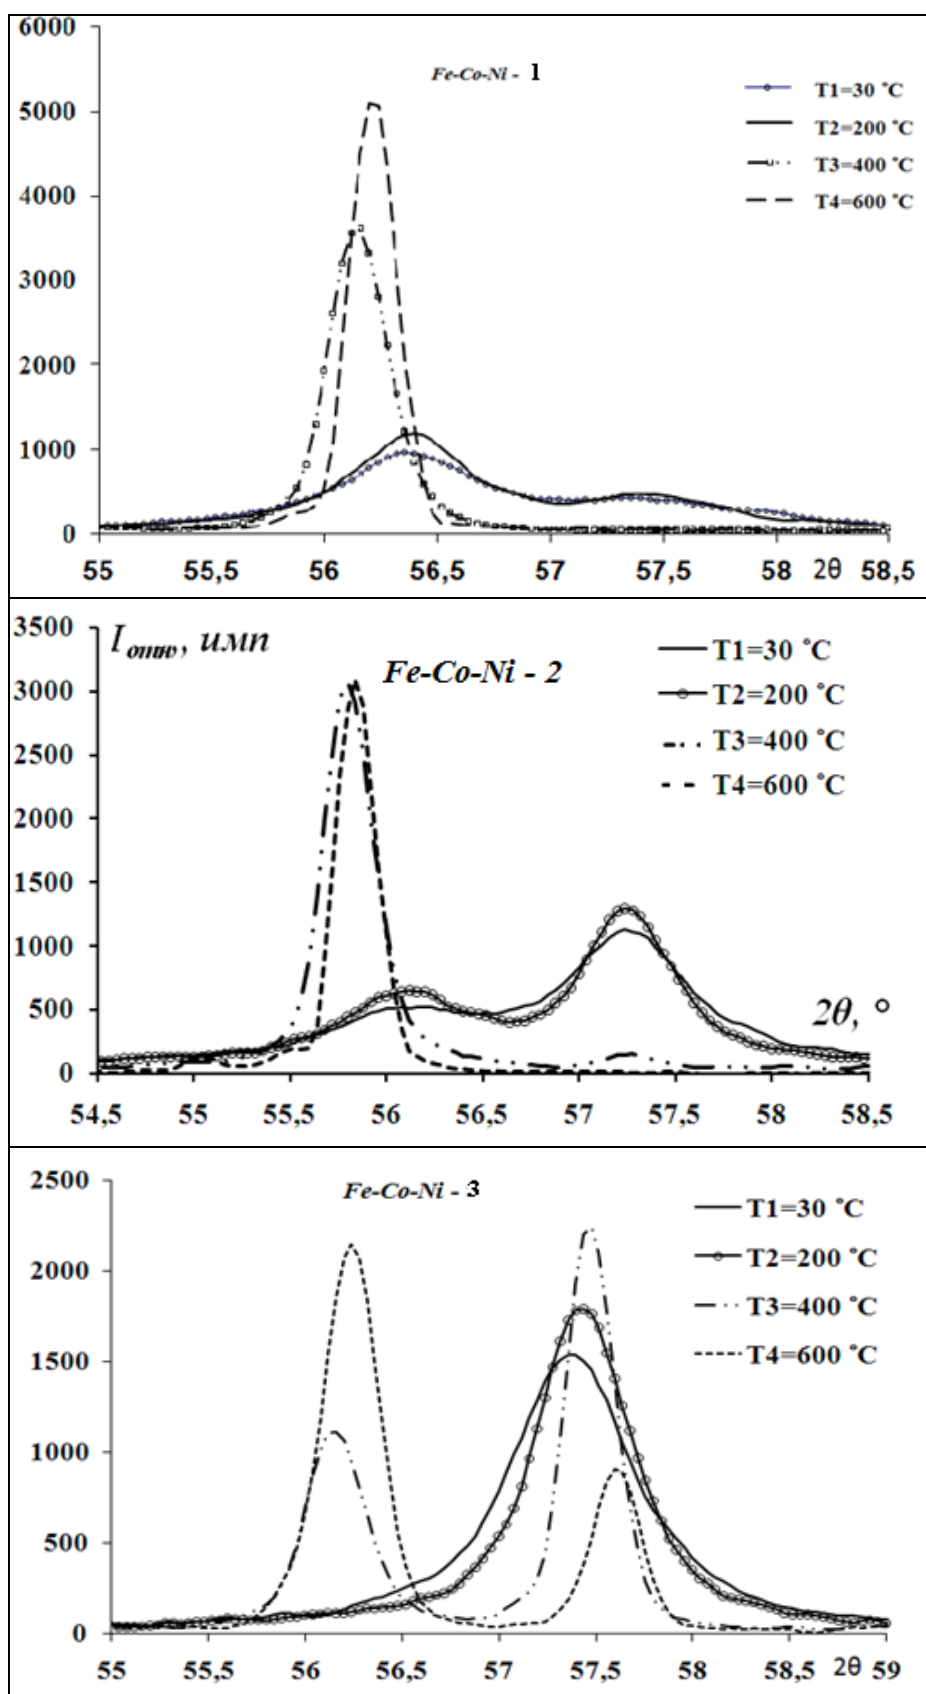 6000
5000
4000
3000
2000
1000
0
Fe-Co-Ni - 1
T1=30 °C
T2=200 °C
T3=400 °C
T4=600 °C
55 55,5 56 56,5 57 57,5 58 2θ 58,5
3500
3000
2500
2000
1500
1000
500
0
Iотн, имп
Fe-Co-Ni - 2
T1=30 °C
T2=200 °C
T3=400 °C
T4=600 °C
2θ, °
54,5 55 55,5 56 56,5 57 57,5 58 58,5
2500
2000
1500
1000
500
0
Fe-Co-Ni - 3
T1=30 °C
T2=200 °C
T3=400 °C
T4=600 °C
55 55,5 56 56,5 57 57,5 58 58,5 2θ 59